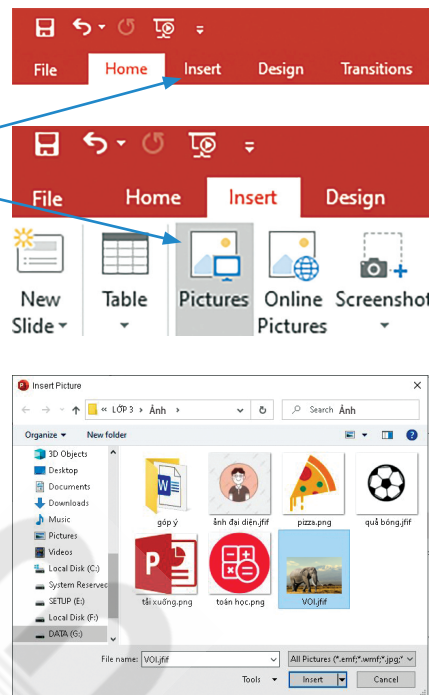 File Home Insert Design Transitions
File Home Insert Design
New Slide Table Pictures Online Pictures Screenshot
Insert Picture
« LỚP 3 › Ảnh ›
Search Ảnh
Organize New folder
3D Objects
Desktop
Documents
Downloads
Music
Pictures
Videos
Local Disk (C:)
System Reserved
SETUP (E:)
Local Disk (F:)
DATA (G:)
góp ý ảnh đại diện.jfif pizza.png quả bóng.jfif
tải xuống.png toán học.png VOI.jfif
File name: VOI.jfif All Pictures (*.emf;*.wmf;*.jpg;*
Tools Insert Cancel